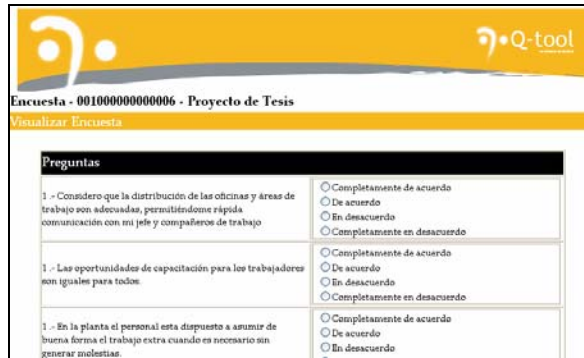 Q-tool
Encuesta - 001000000000006 - Proyecto de Tesis
Visualizar Encuesta
Preguntas
1 .- Considero que la distribución de las oficinas y áreas de
trabajo son adecuadas, permitiéndome rápida
comunicación con mi jefe y compañeros de trabajo
Completamente de acuerdo
De acuerdo
En desacuerdo
Completamente en desacuerdo
1 .- Las oportunidades de capacitación para los trabajadores
son iguales para todos.
Completamente de acuerdo
De acuerdo
En desacuerdo
Completamente en desacuerdo
1 .- En la planta el personal esta dispuesto a asumir de
buena forma el trabajo extra cuando es necesario sin
generar molestias.
Completamente de acuerdo
De acuerdo
En desacuerdo